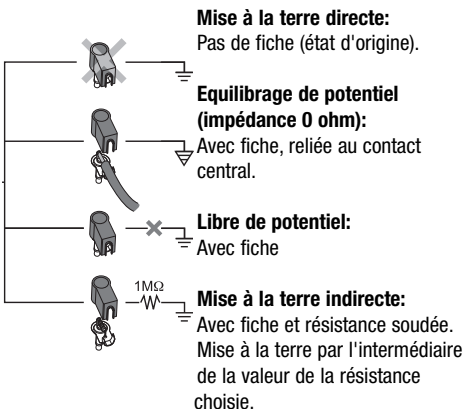 Mise à la terre directe:
Pas de fiche (état d'origine).
Equilibrage de potentiel
(impédance 0 ohm):
Avec fiche, reliée au contact
central.
Libre de potentiel:
Avec fiche
1MΩ
Mise à la terre indirecte:
Avec fiche et résistance soudée.
Mise à la terre par l'intermédiaire
de la valeur de la résistance
choisie.